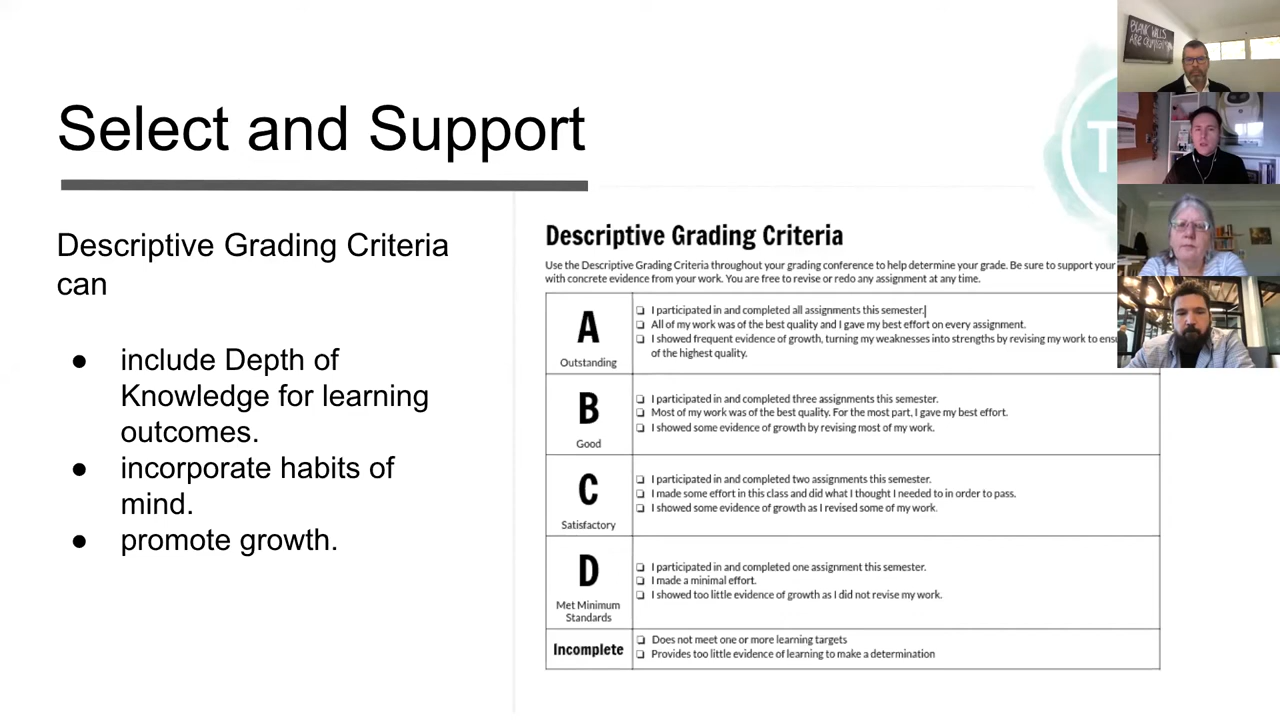 Select and Support
Descriptive Grading Criteria
can
● include Depth of
Knowledge for learning
outcomes.
● incorporate habits of
mind.
● promote growth.
Descriptive Grading Criteria
Use the Descriptive Grading Criteria throughout your grading conference to help determine your grade. Be sure to support your
with concrete evidence from your work. You are free to revise or redo any assignment at any time.
A
Outstanding
❏ I participated in and completed all assignments this semester.
❏ All of my work was of the best quality and I gave my best effort on every assignment.
❏ I showed frequent evidence of growth, turning my weaknesses into strengths by revising my work to
of the highest quality.
B
Good
❏ I participated in and completed three assignments this semester.
❏ Most of my work was of the best quality. For the most part, I gave my best effort.
❏ I showed some evidence of growth by revising most of my work.
C
Satisfactory
❏ I participated in and completed two assignments this semester.
❏ I made some effort in this class and did what I thought I needed to in order to pass.
❏ I showed some evidence of growth as I revised some of my work.
D
Met Minimum
Standards
❏ I participated in and completed one assignment this semester.
❏ I made a minimal effort.
❏ I showed too little evidence of growth as I did not revise my work.
Incomplete
❏ Does not meet one or more learning targets
❏ Provides too little evidence of learning to make a determination
T
BLANK WALLS
ARE